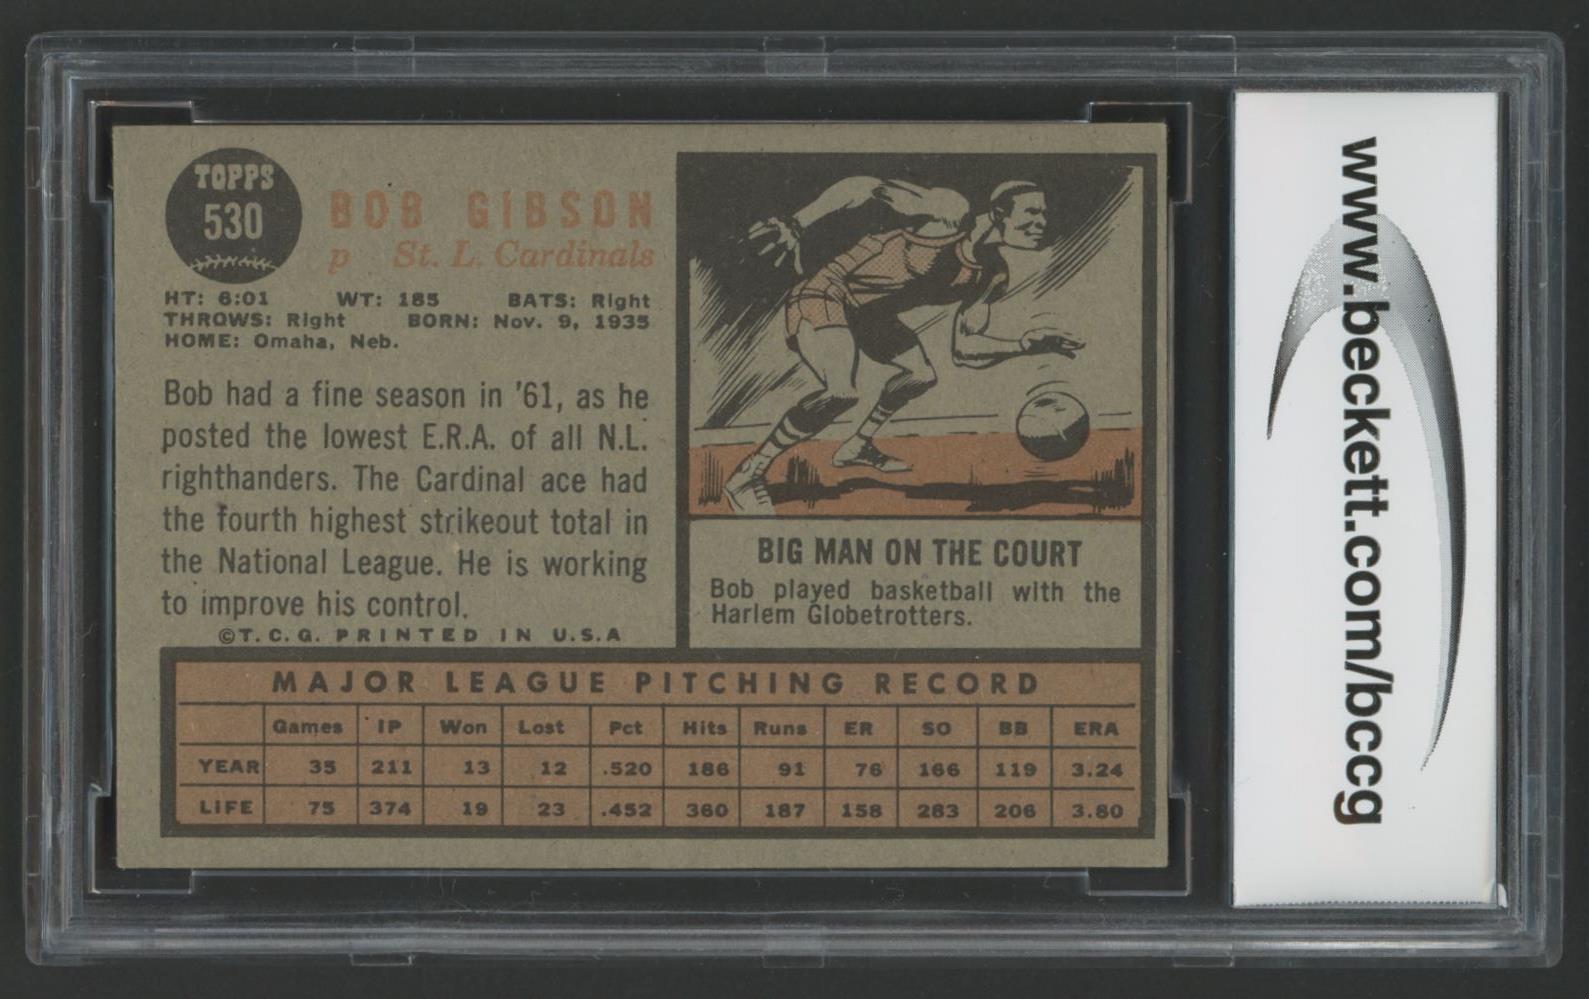 TOPPS
530
BOB GIBSON
p St. L. Cardinals
HT: 6:01 WT: 185 BATS: Right
THROWS: Right BORN: Nov. 9, 1935
HOME: Omaha, Neb.
Bob had a fine season in '61, as he
posted the lowest E.R.A. of all N.L.
righthanders. The Cardinal ace had
the fourth highest strikeout total in
the National League. He is working
to improve his control.
©T.C.G. PRINTED IN U.S.A
BIG MAN ON THE COURT
Bob played basketball with the
Harlem Globetrotters.
MAJOR LEAGUE PITCHING RECORD
Games IP Won Lost Pct Hits Runs ER SO BB ERA
YEAR 35 211 13 12 .520 186 91 76 166 119 3.24
LIFE 75 374 19 23 .452 360 187 158 283 206 3.80
www.beckett.com/bccg